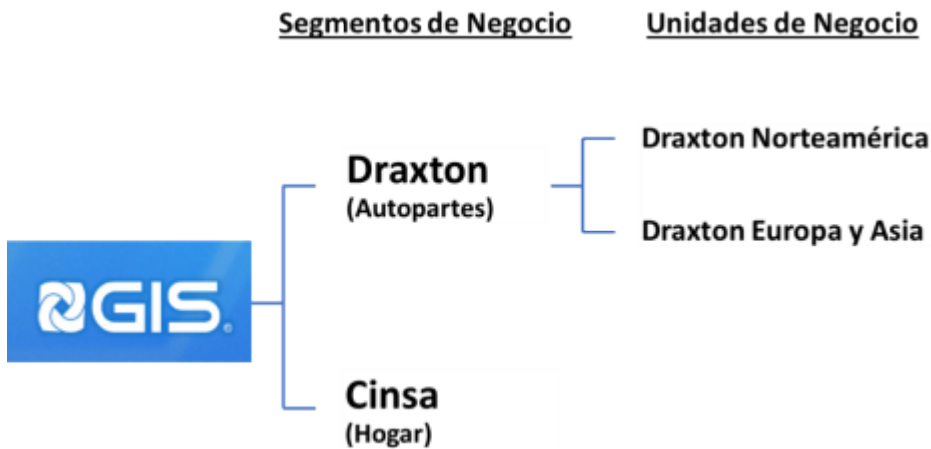 Segmentos de Negocio
Unidades de Negocio
Draxton
(Autopartes)
Draxton Norteamérica
Draxton Europa y Asia
GIS
Cinsa
(Hogar)